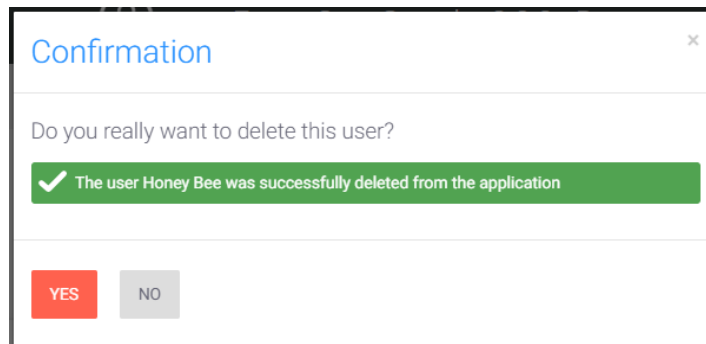 Confirmation
×
Do you really want to delete this user?
The user Honey Bee was successfully deleted from the application
YES
NO